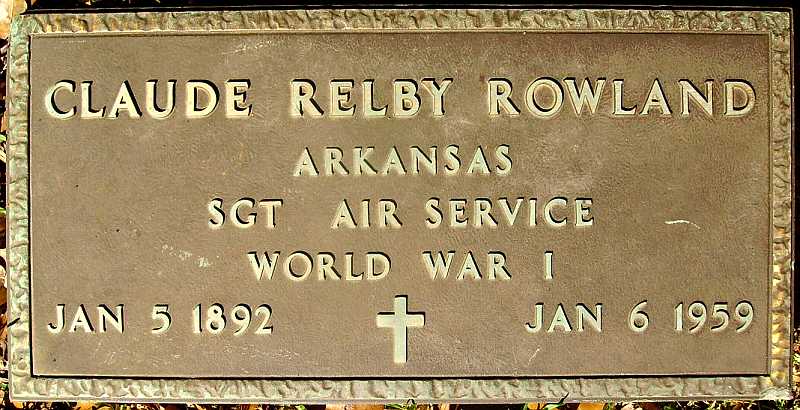 CLAUDE RELBY ROWLAND
ARKANSAS
SGT AIR SERVICE
WORLD WAR I
JAN 5 1892 JAN 6 1959